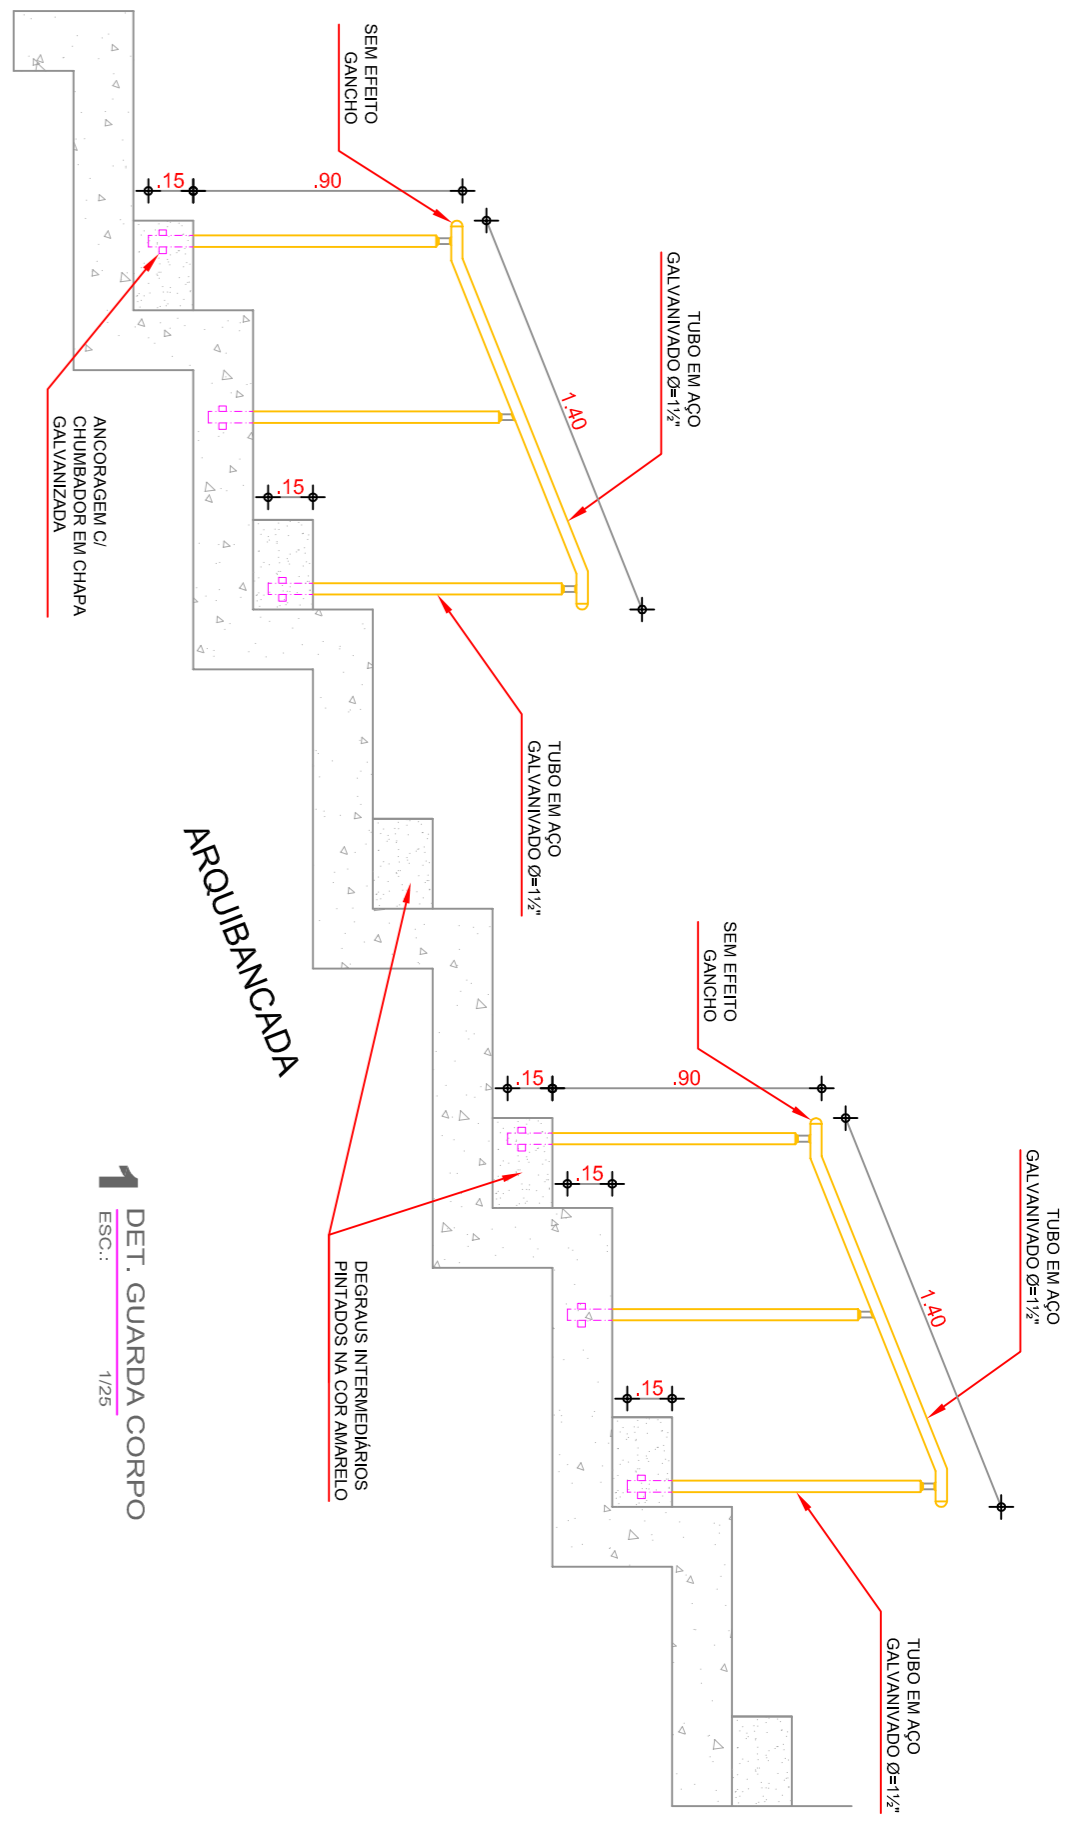 SEM EFEITO
GANCHO
.15
.90
TUBO EM AÇO
GALVANIVADO Ø=1½"
1.40
ANCORAGEM C/
CHUMBADOR EM CHAPA
GALVANIZADA
.15
TUBO EM AÇO
GALVANIVADO Ø=1½"
ARQUIBANCADA
SEM EFEITO
GANCHO
.15
.90
.15
TUBO EM AÇO
GALVANIVADO Ø=1½"
1.40
.15
DEGRAUS INTERMEDIÁRIOS
PINTADOS NA COR AMARELO
TUBO EM AÇO
GALVANIVADO Ø=1½"
1 DET. GUARDA CORPO
ESC.: 1/25